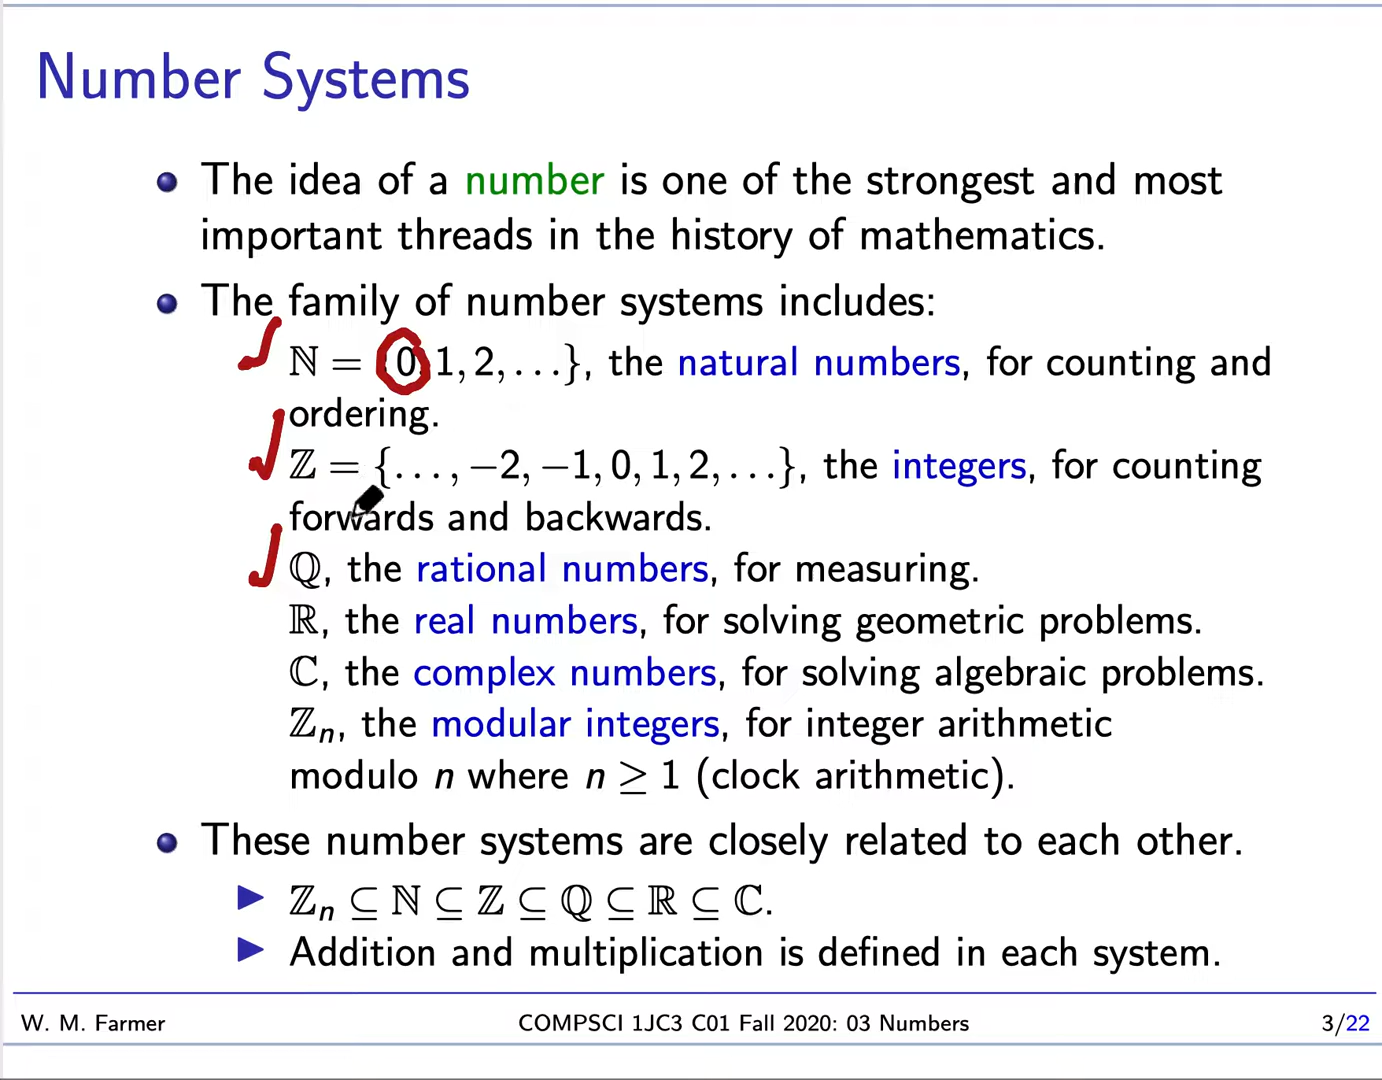 Number Systems
The idea of a number is one of the strongest and most
important threads in the history of mathematics.
The family of number systems includes:
ℕ = {0, 1, 2, . . .}, the natural numbers, for counting and
ordering.
ℤ = {. . . , −2, −1, 0, 1, 2, . . .}, the integers, for counting
forwards and backwards.
ℚ, the rational numbers, for measuring.
ℝ, the real numbers, for solving geometric problems.
ℂ, the complex numbers, for solving algebraic problems.
ℤₙ, the modular integers, for integer arithmetic
modulo n where n ≥ 1 (clock arithmetic).
These number systems are closely related to each other.
ℤₙ ⊆ ℕ ⊆ ℤ ⊆ ℚ ⊆ ℝ ⊆ ℂ.
Addition and multiplication is defined in each system.
W. M. Farmer COMPSCI 1JC3 C01 Fall 2020: 03 Numbers 3/22